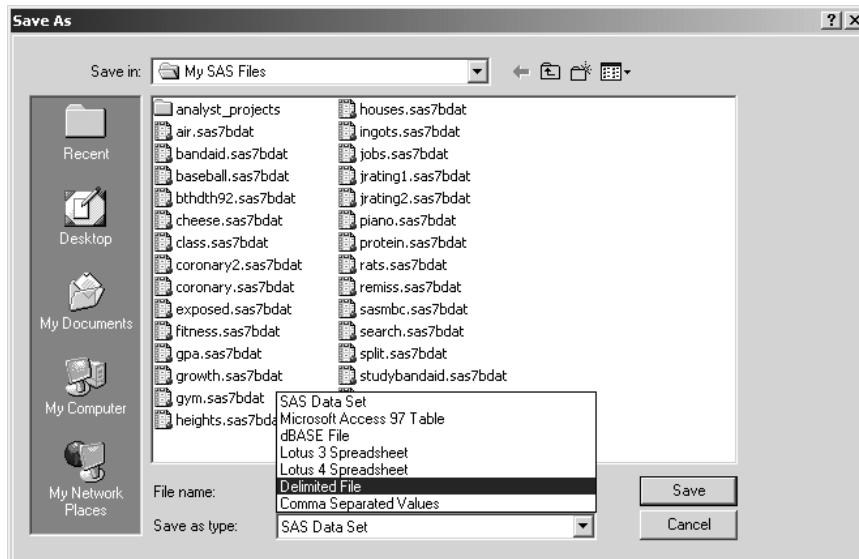 Save As
Save in:
My SAS Files
Recent
Desktop
My Documents
My Computer
My Network
Places
analyst_projects
air.sas7bdat
bandaid.sas7bdat
baseball.sas7bdat
bthdth92.sas7bdat
cheese.sas7bdat
class.sas7bdat
coronary2.sas7bdat
coronary.sas7bdat
exposed.sas7bdat
fitness.sas7bdat
gpa.sas7bdat
growth.sas7bdat
gym.sas7bdat
heights.sas7bda
houses.sas7bdat
ingots.sas7bdat
jobs.sas7bdat
jrating1.sas7bdat
jrating2.sas7bdat
piano.sas7bdat
protein.sas7bdat
rats.sas7bdat
remiss.sas7bdat
sasmbc.sas7bdat
search.sas7bdat
split.sas7bdat
studybandaid.sas7bdat
SAS Data Set
Microsoft Access 97 Table
dBASE File
Lotus 3 Spreadsheet
Lotus 4 Spreadsheet
Delimited File
Comma Separated Values
File name:
Save
Save as type:
SAS Data Set
Cancel